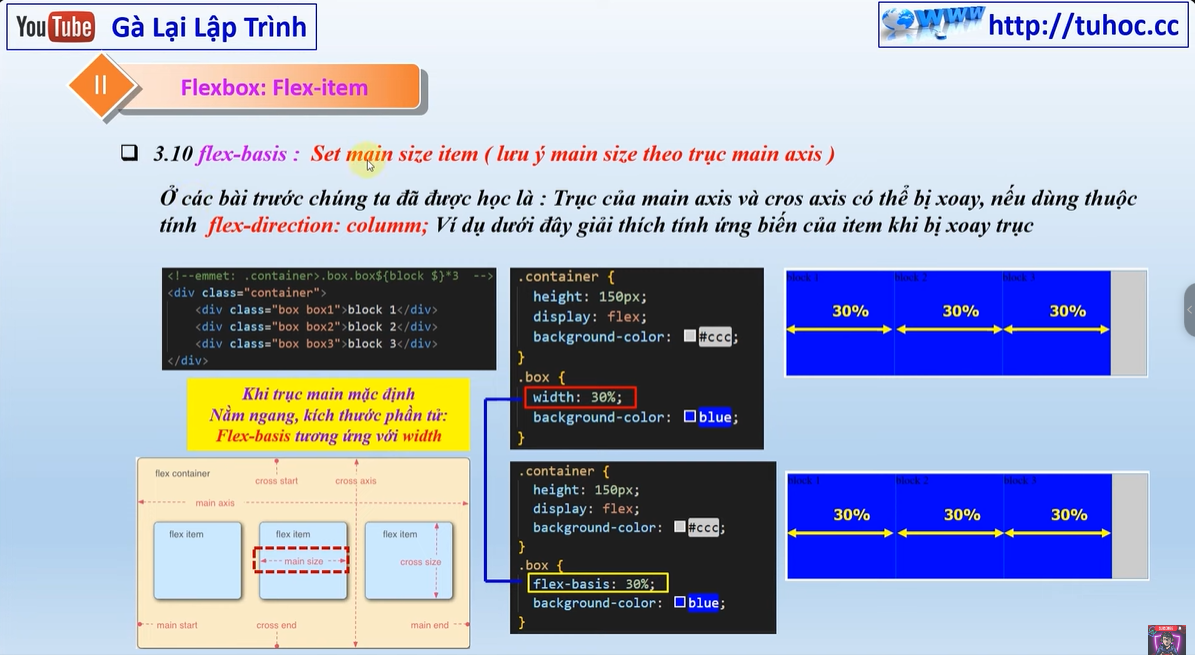 YouTube Gà Lại Lập Trình
WWW http://tuhoc.cc
II Flexbox: Flex-item
3.10 flex-basis : Set main size item ( lưu ý main size theo trục main axis )
Ở các bài trước chúng ta đã được học là : Trục của main axis và cros axis có thể bị xoay, nếu dùng thuộc
tính flex-direction: columm; Ví dụ dưới đây giải thích tính ứng biến của item khi bị xoay trục
<!--emmet: .container>.box.box${block $}*3 -->
<div class="container">
<div class="box box1">block 1</div>
<div class="box box2">block 2</div>
<div class="box box3">block 3</div>
</div>
Khi trục main mặc định
Nằm ngang, kích thước phần tử:
Flex-basis tương ứng với width
flex container
cross start
cross axis
main axis
flex item
flex item
flex item
main size
cross size
main start
cross end
main end
.container {
height: 150px;
display: flex;
background-color: #ccc;
}
.box {
width: 30%;
background-color: blue;
}
.container {
height: 150px;
display: flex;
background-color: #ccc;
}
.box {
flex-basis: 30%;
background-color: blue;
}
block 1 block 2 block 3
30% 30% 30%
block 1 block 2 block 3
30% 30% 30%